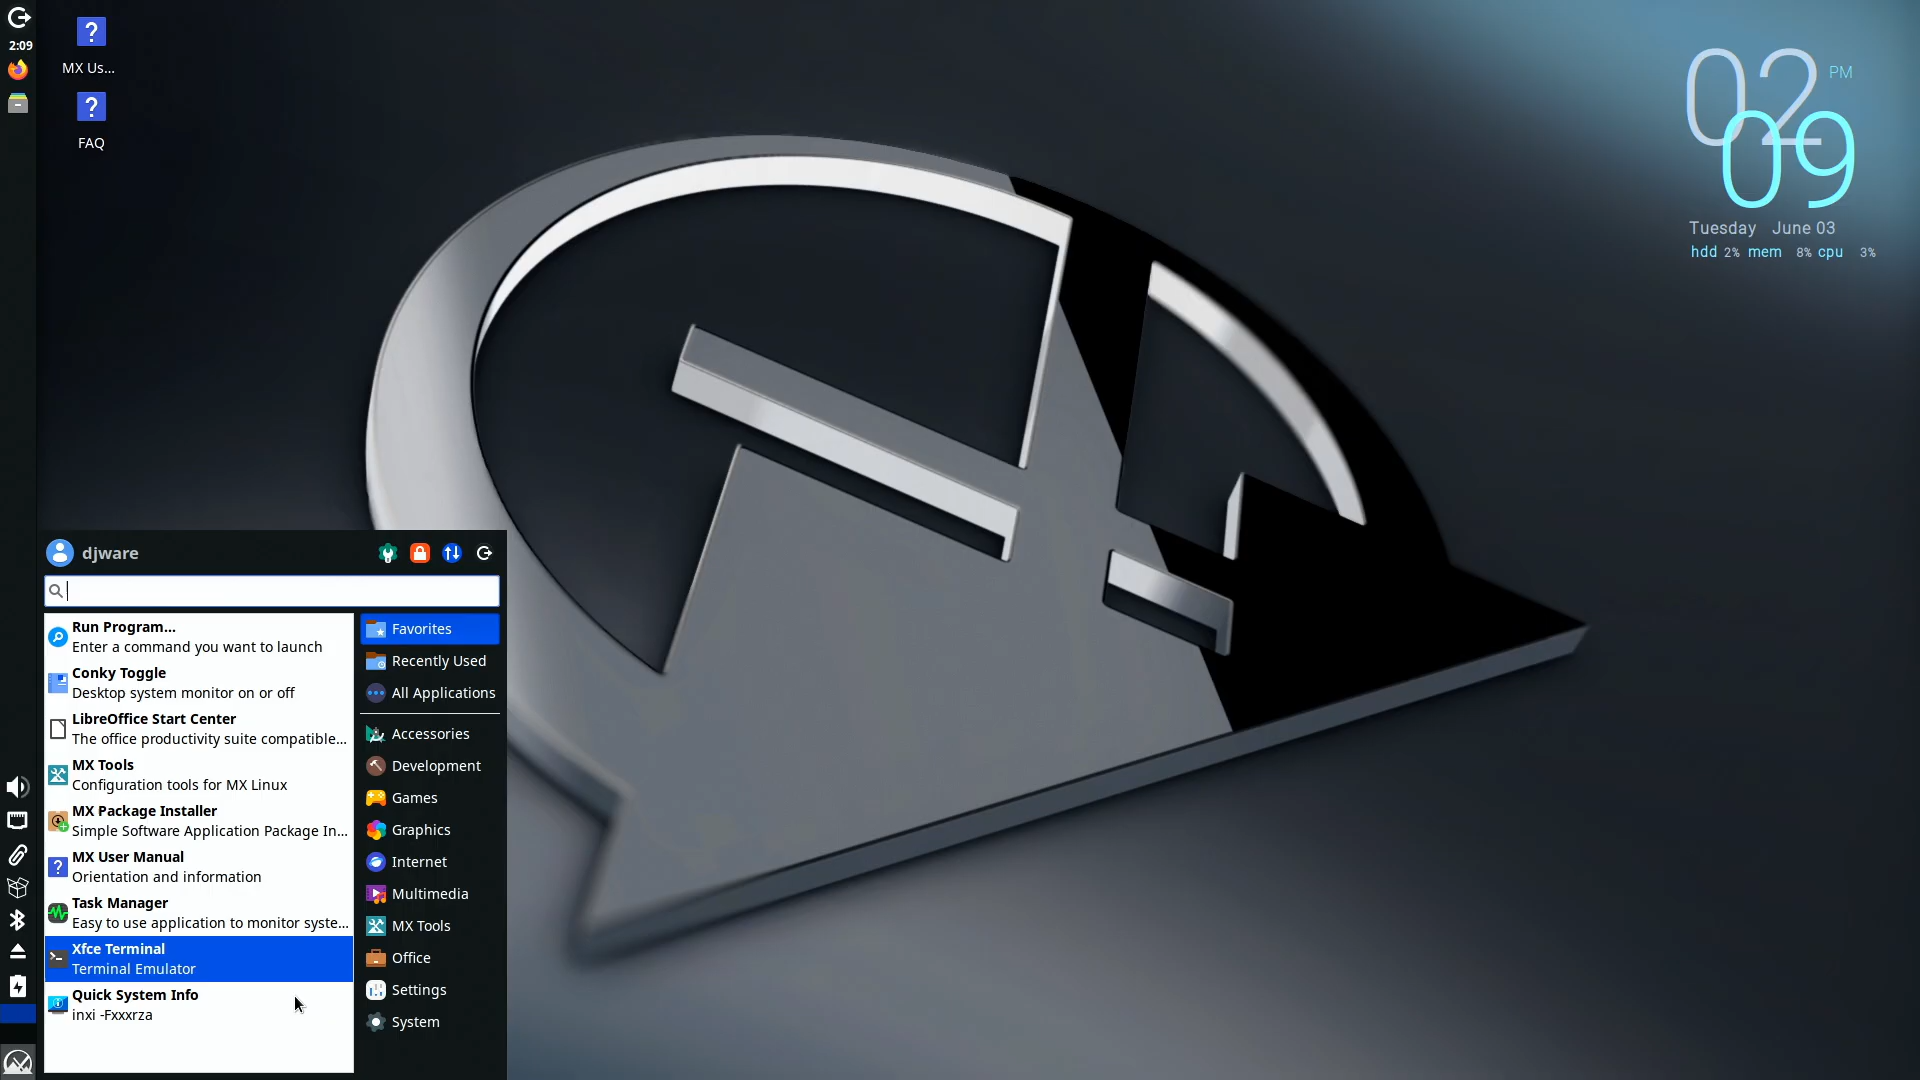 2:09
MX Us...
FAQ
02 PM
09
Tuesday June 03
hdd 2% mem 8% cpu 3%
djware
Run Program...
Enter a command you want to launch
Conky Toggle
Desktop system monitor on or off
LibreOffice Start Center
The office productivity suite compatible...
MX Tools
Configuration tools for MX Linux
MX Package Installer
Simple Software Application Package In...
MX User Manual
Orientation and information
Task Manager
Easy to use application to monitor syste...
Xfce Terminal
Terminal Emulator
Quick System Info
inxi -Fxxxrza
Favorites
Recently Used
All Applications
Accessories
Development
Games
Graphics
Internet
Multimedia
MX Tools
Office
Settings
System